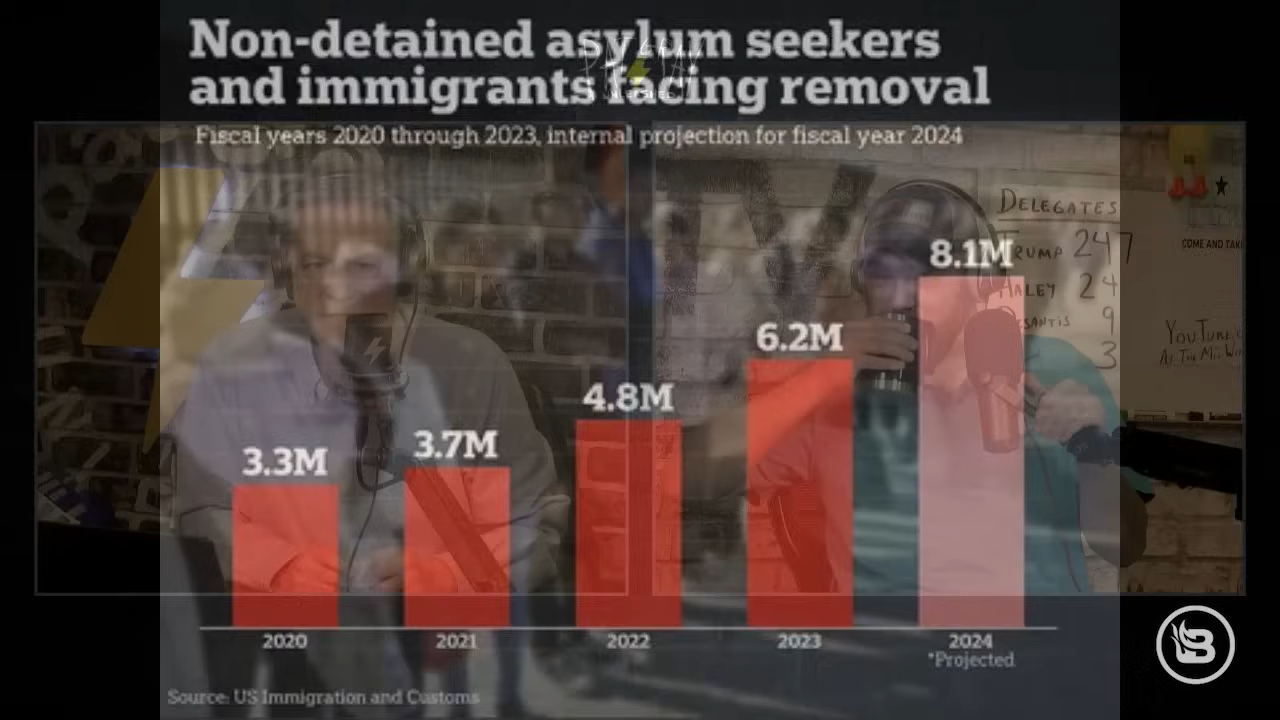 Non-detained asylum seekers
and immigrants facing removal
Fiscal years 2020 through 2023, internal projection for fiscal year 2024
3.3M
3.7M
4.8M
6.2M
8.1M
2020
2021
2022
2023
2024
*Projected
Source: US Immigration and Customs
DELEGATES
TRUMP 247
HALEY 24
9
3
COME AND TAK
YOUTUBE
B